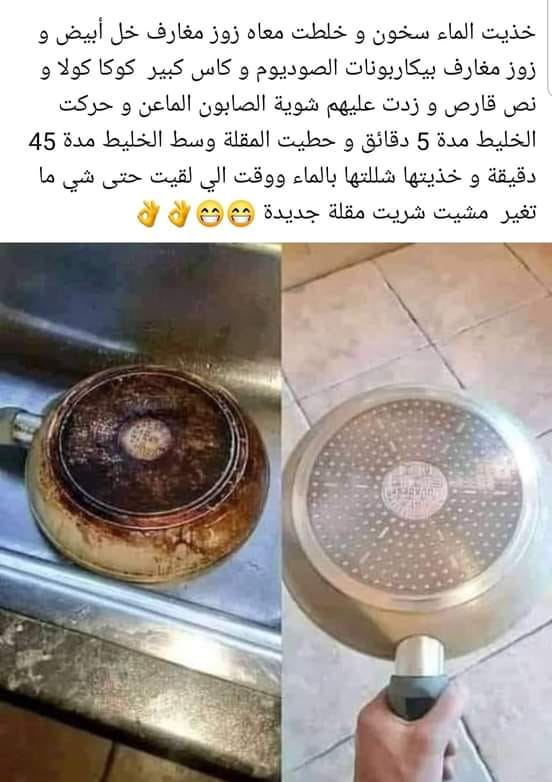 خذيت الماء سخون و خلطت معاه زوز مغارف خل أبيض و
زوز مغارف بيكاربونات الصوديوم و كاس كبير كوكا كولا و
نص قارص و زدت عليهم شوية الصابون الماعن و حركت
الخليط مدة 5 دقائق و حطيت المقلة وسط الخليط مدة 45
دقيقة و خذيتها شللتها بالماء ووقت الي لقيت حتى شي ما
تغير مشيت شريت مقلة جديدة 😁😁👌👌